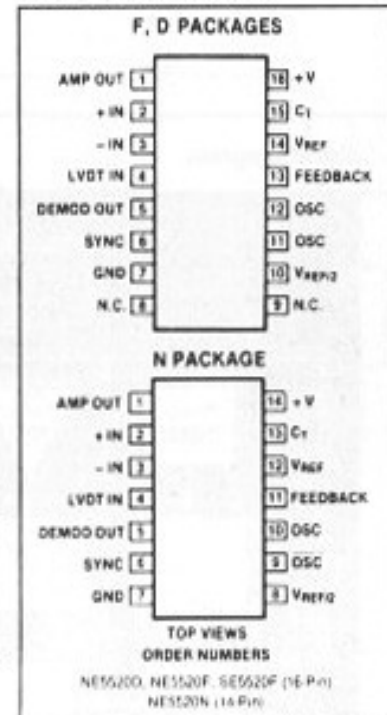 F, D PACKAGES
AMP OUT 1 16 +V
+ IN 2 15 CT
- IN 3 14 VREF
LVDT IN 4 13 FEEDBACK
DEMOD OUT 5 12 OSC
SYNC 6 11 OSC
GND 7 10 VREF/2
N.C. 8 9 N.C.
N PACKAGE
AMP OUT 1 14 +V
+ IN 2 13 CT
- IN 3 12 VREF
LVDT IN 4 11 FEEDBACK
DEMOD OUT 5 10 OSC
SYNC 6 9 O̅S̅C̅
GND 7 8 VREF/2
TOP VIEWS
ORDER NUMBERS
NE5520D, NE5520F, SE5520F (16-Pin)
NE5520N (14-Pin)